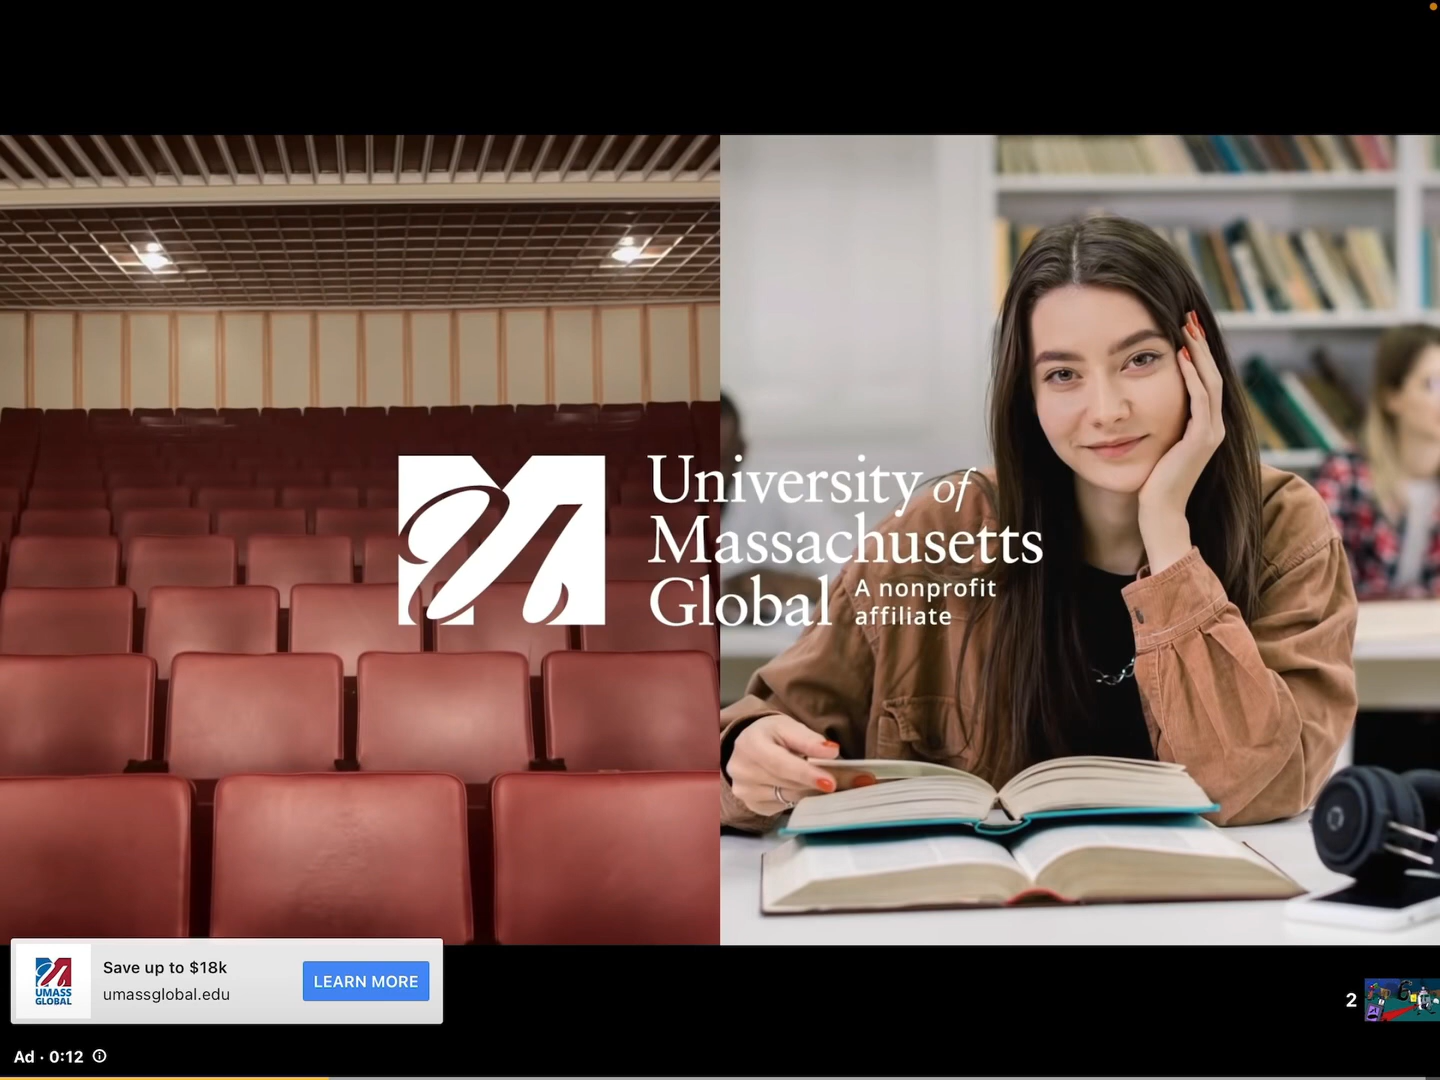 University of
Massachusetts
Global A nonprofit
affiliate
UMASS
GLOBAL
Save up to $18k
umassglobal.edu
LEARN MORE
2
Ad · 0:12